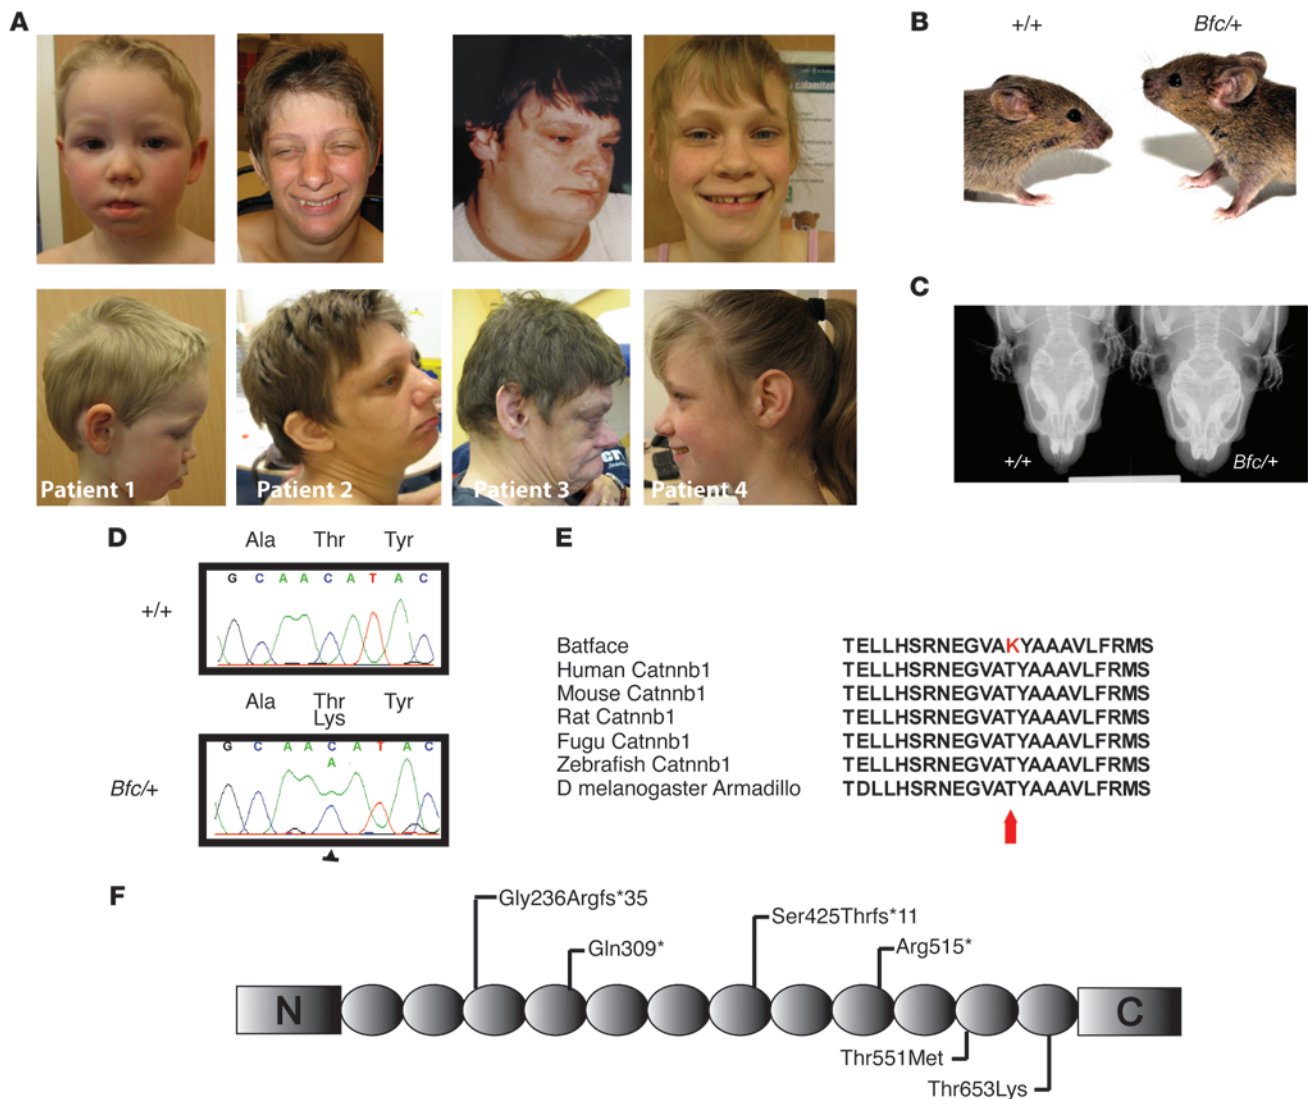 A
B
+/+
Bfc/+
Patient 1
Patient 2
Patient 3
Patient 4
C
+/+
Bfc/+
D
Ala Thr Tyr
+/+
G C A A C A T A C
Ala Thr Tyr
Lys
Bfc/+
G C A A C A T A C
A
E
Batface TELLHSRNEGVAKYAAAVLFRMS
Human Catnnb1 TELLHSRNEGVATYAAAVLFRMS
Mouse Catnnb1 TELLHSRNEGVATYAAAVLFRMS
Rat Catnnb1 TELLHSRNEGVATYAAAVLFRMS
Fugu Catnnb1 TELLHSRNEGVATYAAAVLFRMS
Zebrafish Catnnb1 TELLHSRNEGVATYAAAVLFRMS
D melanogaster Armadillo TDLLHSRNEGVATYAAAVLFRMS
F
Gly236Argfs*35
Ser425Thrfs*11
Gln309*
Arg515*
N
C
Thr551Met
Thr653Lys